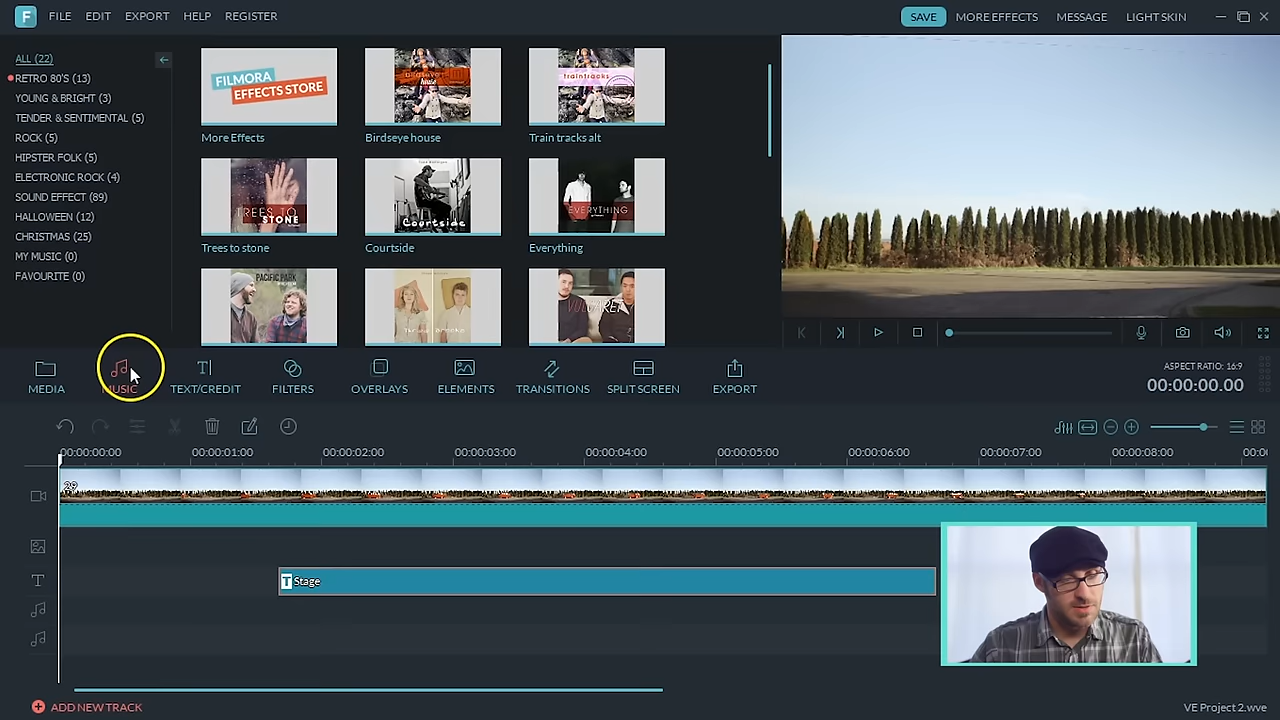 F FILE EDIT EXPORT HELP REGISTER SAVE MORE EFFECTS MESSAGE LIGHT SKIN
ALL (22)
RETRO 80'S (13)
YOUNG & BRIGHT (3)
TENDER & SENTIMENTAL (5)
ROCK (5)
HIPSTER FOLK (5)
ELECTRONIC ROCK (4)
SOUND EFFECT (89)
HALLOWEEN (12)
CHRISTMAS (25)
MY MUSIC (0)
FAVOURITE (0)
FILMORA
EFFECTS STORE
birdseye
house
traintracks
More Effects Birdseye house Train tracks alt
TREES TO
STONE
Courtside
EVERYTHING
Trees to stone Courtside Everything
PACIFIC PARK
MEDIA MUSIC TEXT/CREDIT FILTERS OVERLAYS ELEMENTS TRANSITIONS SPLIT SCREEN EXPORT
ASPECT RATIO: 16:9
00:00:00.00
00:00:00:00 00:00:01:00 00:00:02:00 00:00:03:00 00:00:04:00 00:00:05:00 00:00:06:00 00:00:07:00 00:00:08:00 00:0
29
T Stage
ADD NEW TRACK VE Project 2.wve